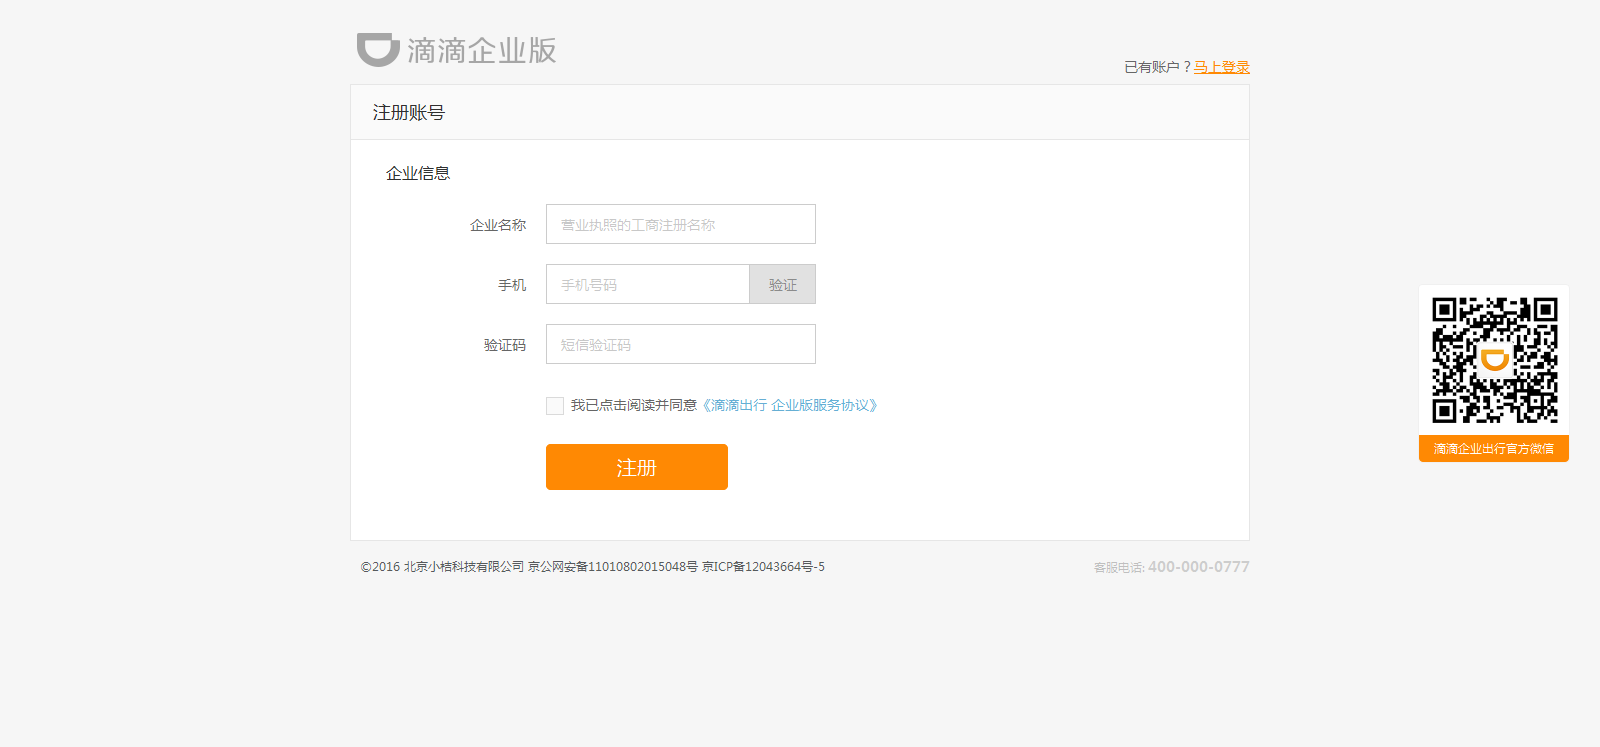 滴滴企业版
已有账户？马上登录
注册账号
企业信息
企业名称 营业执照的工商注册名称
手机 手机号码 验证
验证码 短信验证码
我已点击阅读并同意《滴滴出行 企业版服务协议》
注册
滴滴企业出行官方微信
©2016 北京小桔科技有限公司 京公网安备11010802015048号 京ICP备12043664号-5
客服电话: 400-000-0777